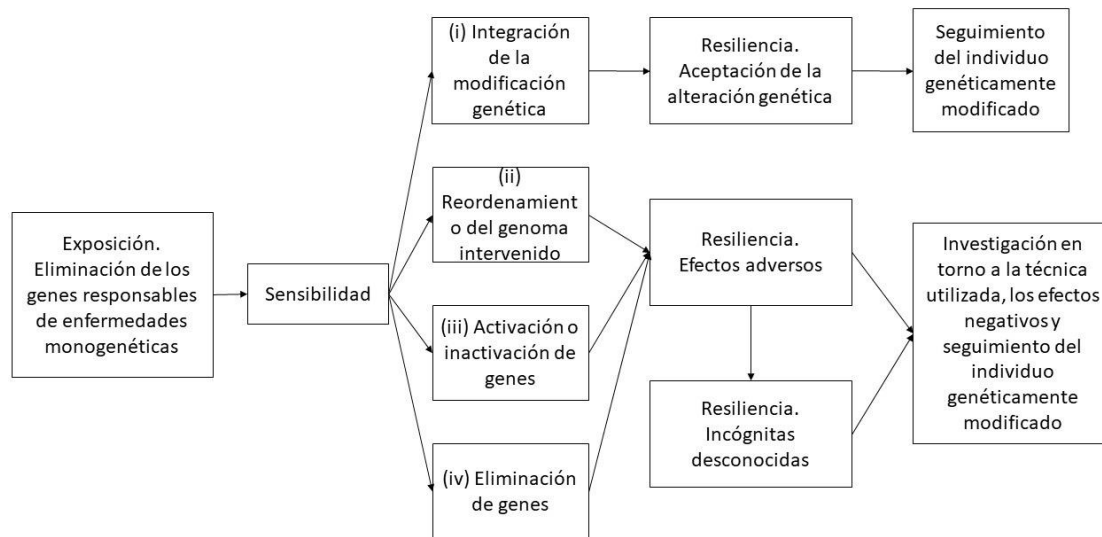 Exposición.
Eliminación de los
genes responsables
de enfermedades
monogenéticas
Sensibilidad
(i) Integración
de la
modificación
genética
(ii)
Reordenamient
o del genoma
intervenido
(iii) Activación o
inactivación de
genes
(iv) Eliminación
de genes
Resiliencia.
Aceptación de la
alteración genética
Resiliencia.
Efectos adversos
Resiliencia.
Incógnitas
desconocidas
Seguimiento
del individuo
genéticamente
modificado
Investigación en
torno a la técnica
utilizada, los efectos
negativos y
seguimiento del
individuo
genéticamente
modificado